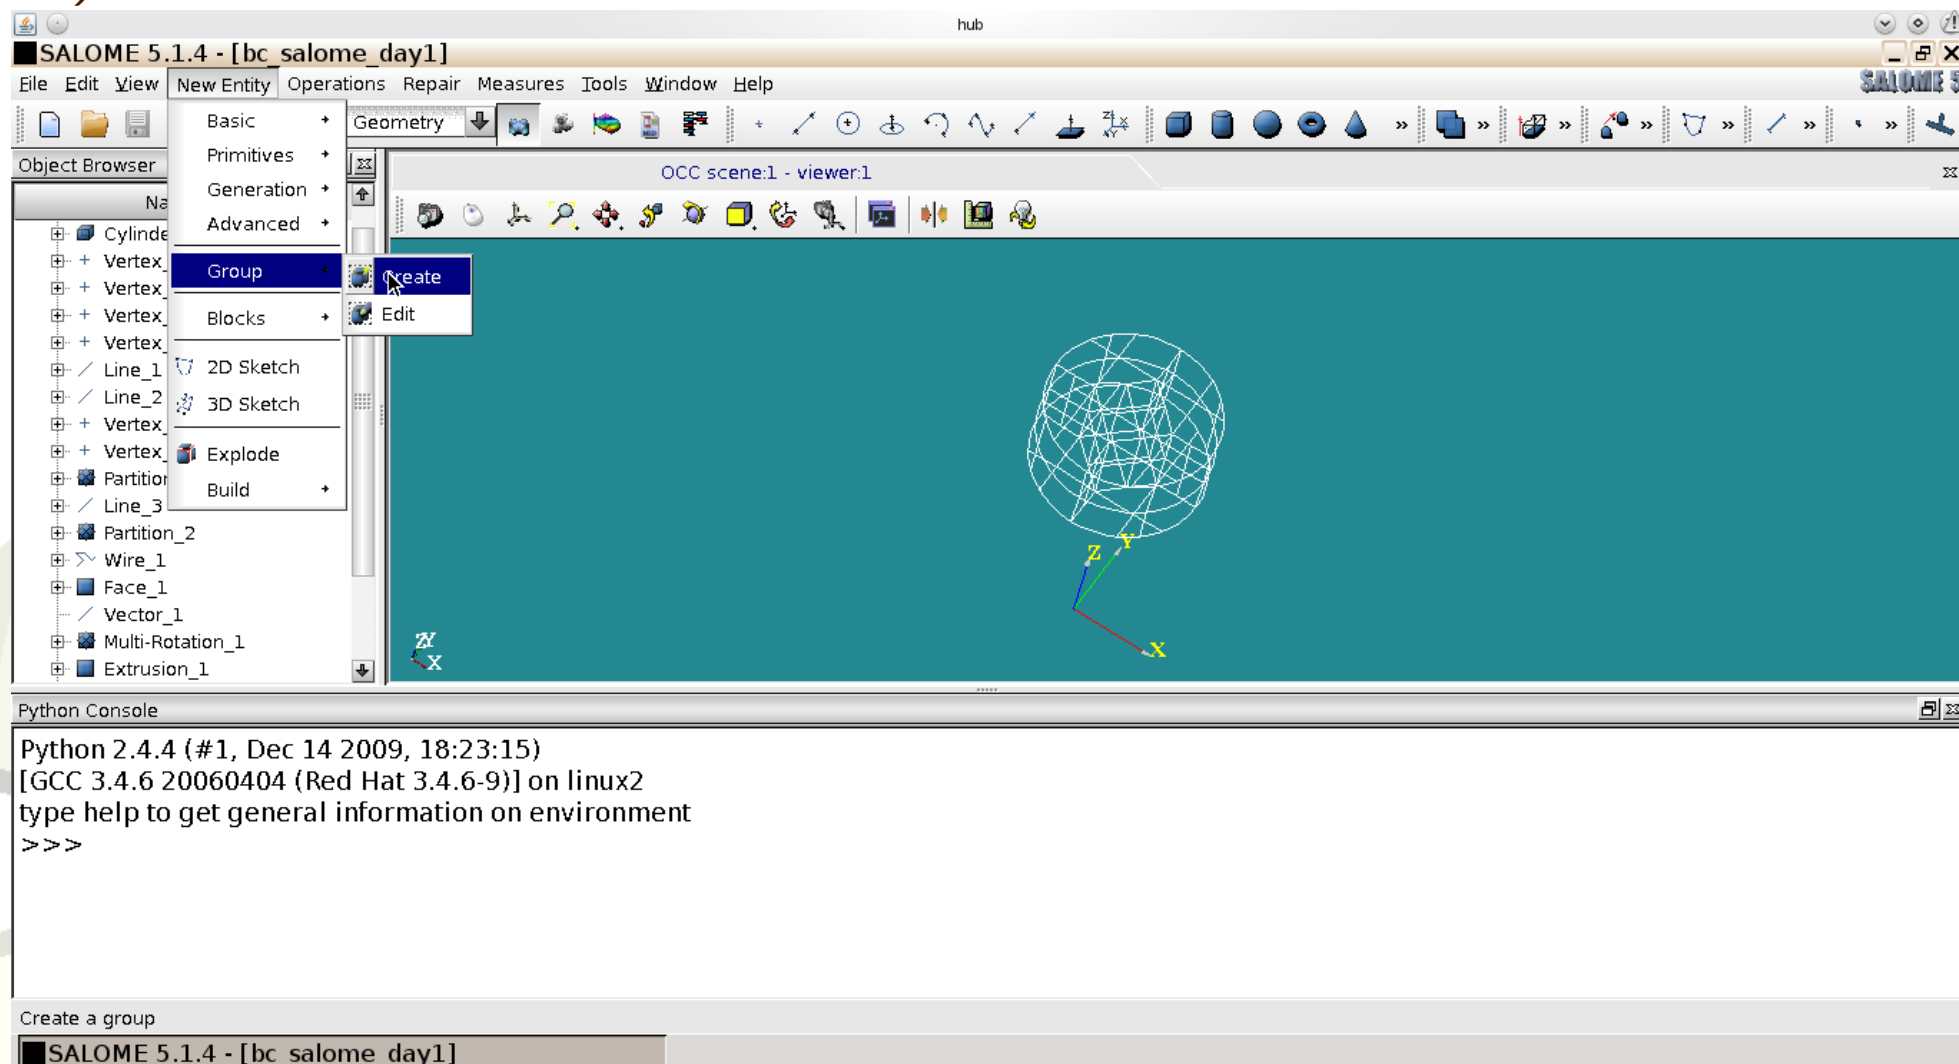 hub
SALOME 5.1.4 - [bc_salome_day1]
File Edit View New Entity Operations Repair Measures Tools Window Help
SALOME 5
Basic
Geometry
Primitives
Object Browser
OCC scene:1 - viewer:1
Generation
Na
Advanced
Cylinde
Vertex_
Group
Create
Vertex_
Edit
Vertex_
Blocks
Vertex_
Line_1
2D Sketch
Line_2
3D Sketch
Vertex_
Vertex_
Explode
Partition
Build
Line_3
Partition_2
Wire_1
Face_1
Vector_1
Multi-Rotation_1
Extrusion_1
Z Y
X
Z Y
X
Python Console
Python 2.4.4 (#1, Dec 14 2009, 18:23:15)
[GCC 3.4.6 20060404 (Red Hat 3.4.6-9)] on linux2
type help to get general information on environment
>>>
Create a group
SALOME 5.1.4 - [bc_salome_day1]